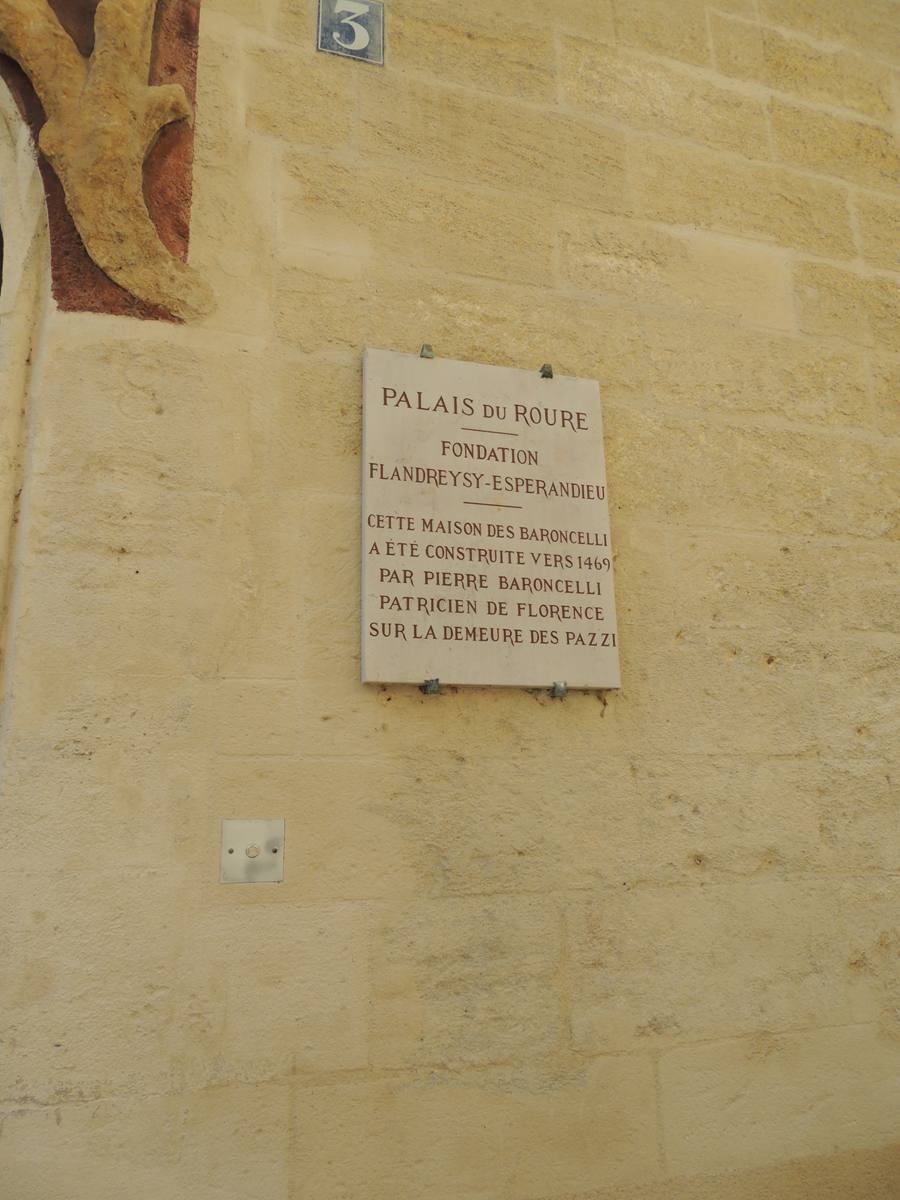 3
PALAIS DU ROURE
FONDATION
FLANDREYSY-ESPERANDIEU
CETTE MAISON DES BARONCELLI
A ÉTÉ CONSTRUITE VERS 1469
PAR PIERRE BARONCELLI
PATRICIEN DE FLORENCE
SUR LA DEMEURE DES PAZZI